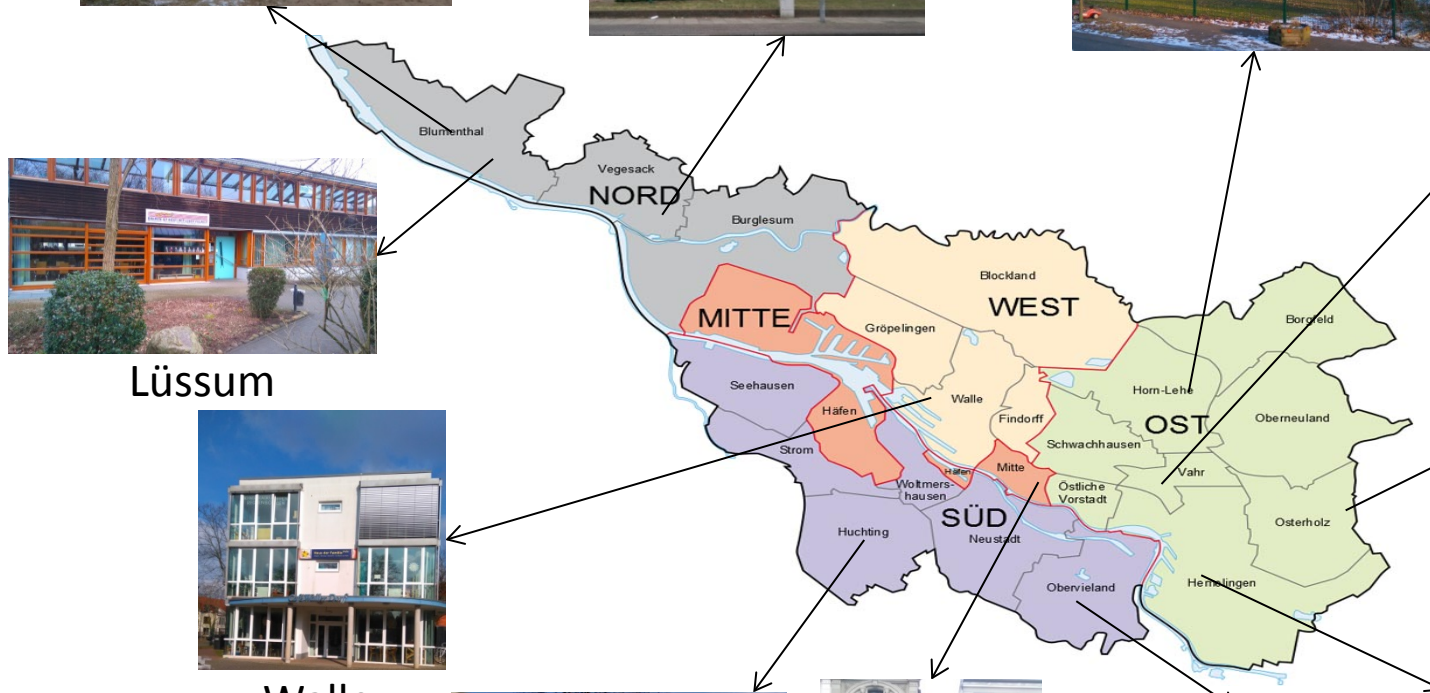 Blumenthal
Vegesack
NORD
Burglesum
Blockland
WEST
MITTE
Gröpelingen
Borgfeld
Lüssum
Seehausen
Häfen
Walle
Findorff
Horn-Lehe
OST
Oberneuland
Schwachhausen
Strom
Mitte
Vahr
Häfen
Woltmers-
hausen
Östliche
Vorstadt
SÜD
Neustadt
Huchting
Osterholz
Obervieland
Hemelingen